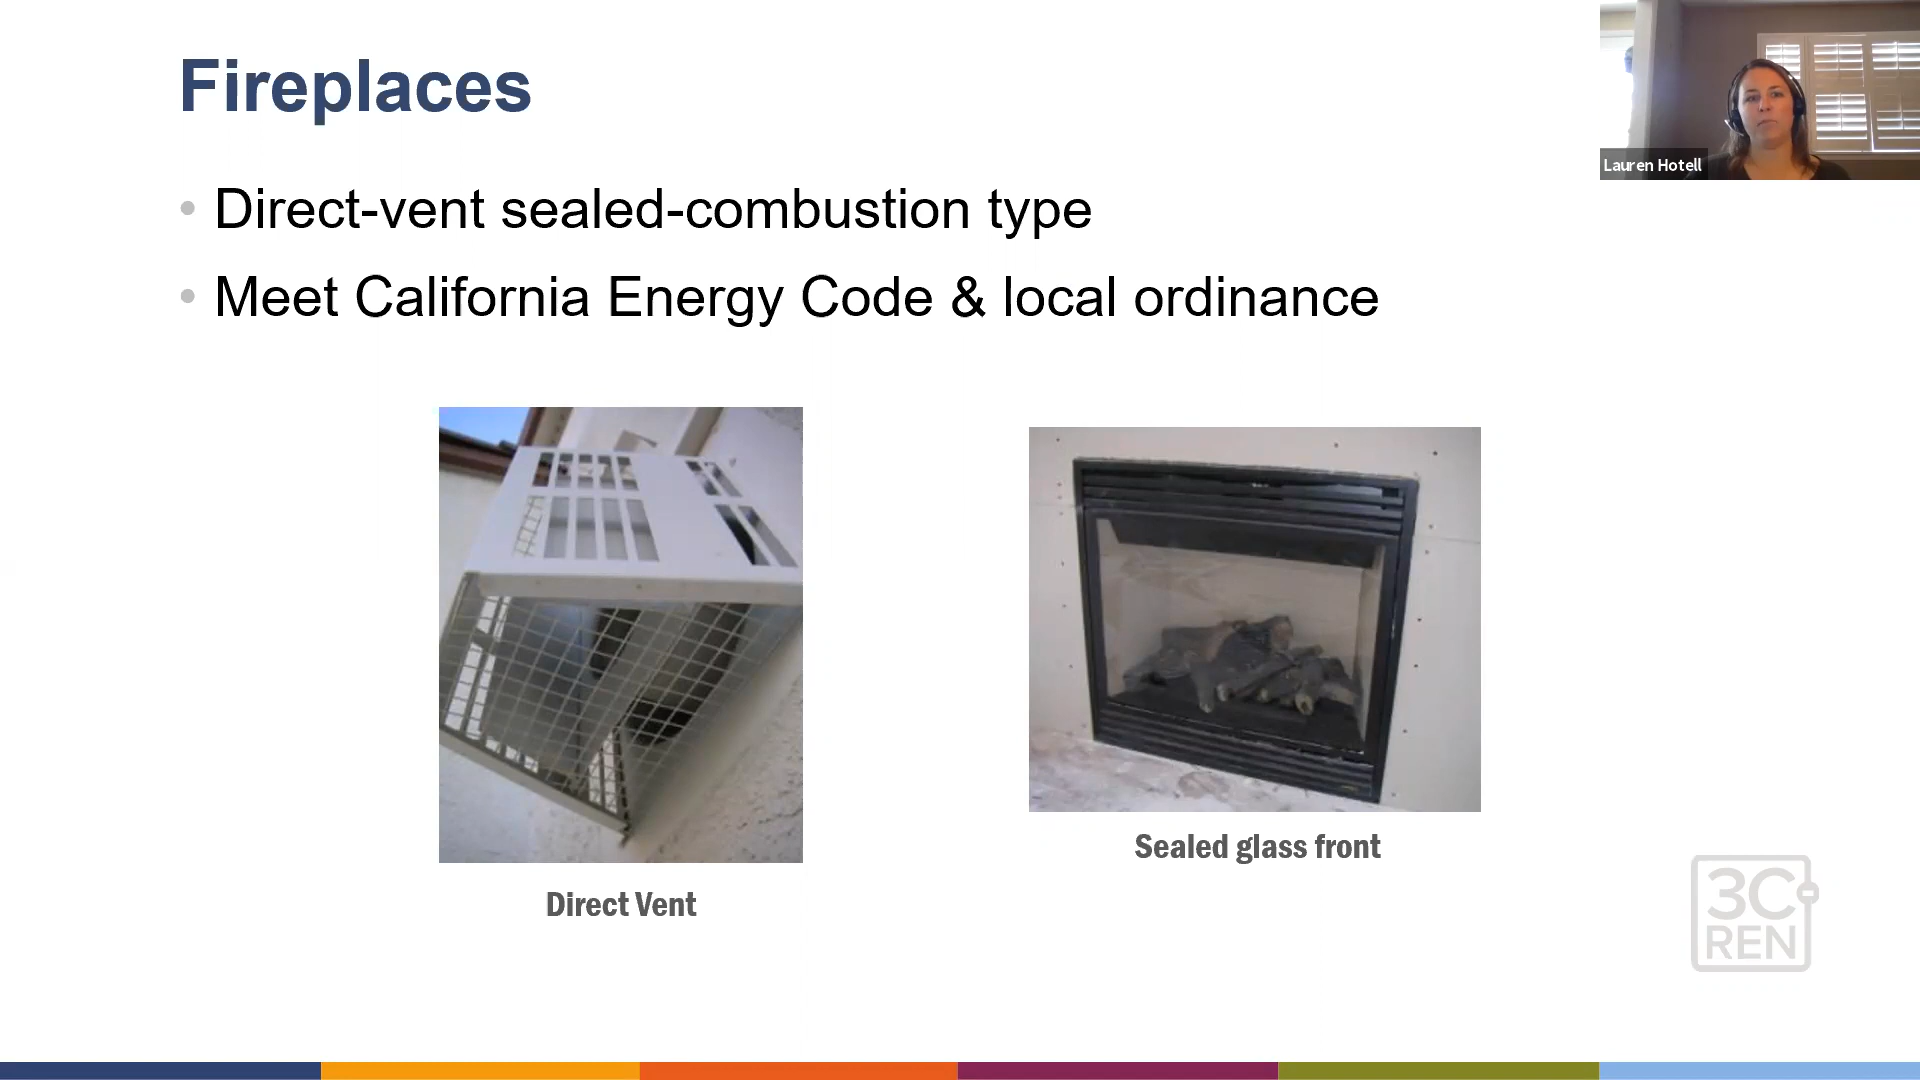 Fireplaces
Lauren Hotell
• Direct-vent sealed-combustion type
• Meet California Energy Code & local ordinance
Sealed glass front
Direct Vent
3C
REN